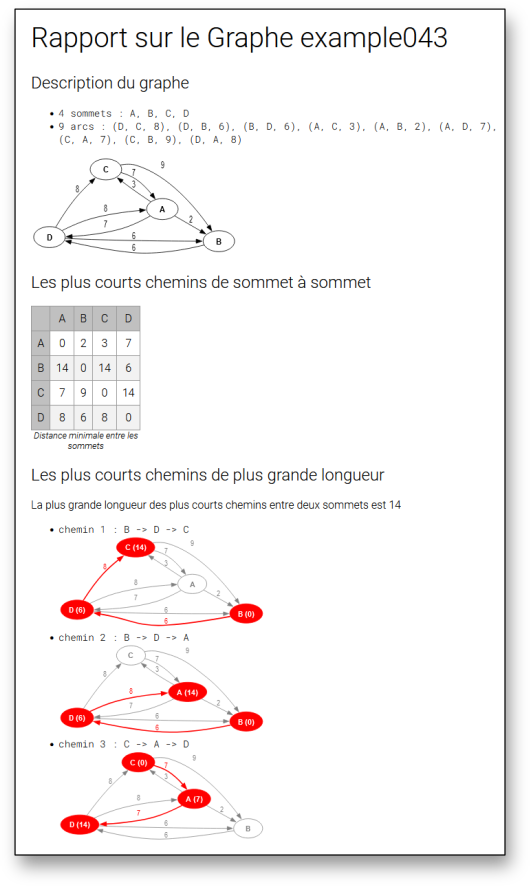 Rapport sur le Graphe example043
Description du graphe
• 4 sommets : A, B, C, D
• 9 arcs : (D, C, 8), (D, B, 6), (B, D, 6), (A, C, 3), (A, B, 2), (A, D, 7),
(C, A, 7), (C, B, 9), (D, A, 8)
C
9
7
3
8
8
A
2
7
D
6
B
6
Les plus courts chemins de sommet à sommet
A B C D
A 0 2 3 7
B 14 0 14 6
C 7 9 0 14
D 8 6 8 0
Distance minimale entre les
sommets
Les plus courts chemins de plus grande longueur
La plus grande longueur des plus courts chemins entre deux sommets est 14
• chemin 1 : B -> D -> C
C (14)
9
7
3
8
8
A
2
7
D (6)
6
B (0)
6
• chemin 2 : B -> D -> A
C
9
7
3
8
8
A (14)
2
7
D (6)
6
B (0)
6
• chemin 3 : C -> A -> D
C (0)
9
7
3
8
8
A (7)
2
7
D (14)
6
B
6